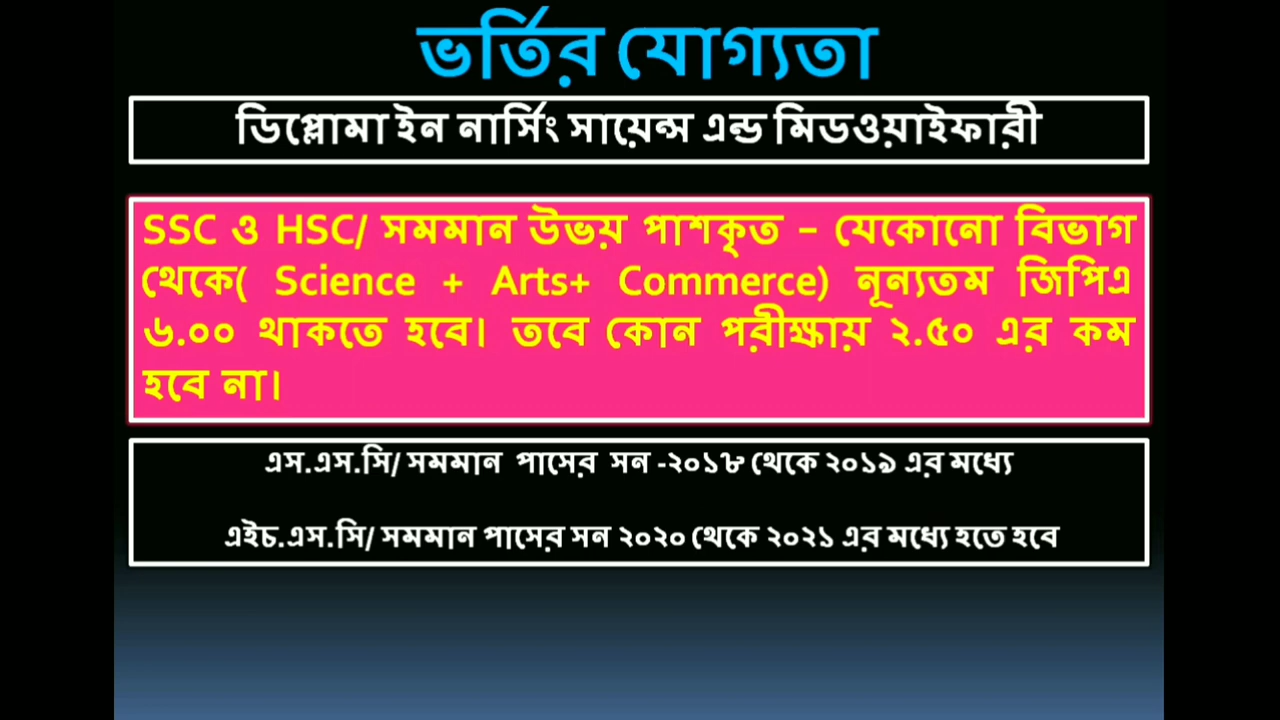 ভর্তির যোগ্যতা
ডিপ্লোমা ইন নার্সিং সায়েন্স এন্ড মিডওয়াইফারী
SSC ও HSC/ সমমান উভয় পাশকৃত – যেকোনো বিভাগ
থেকে( Science + Arts+ Commerce) নূন্যতম জিপিএ
৬.০০ থাকতে হবে। তবে কোন পরীক্ষায় ২.৫০ এর কম
হবে না।
এস.এস.সি/ সমমান পাসের সন -২০১৮ থেকে ২০১৯ এর মধ্যে
এইচ.এস.সি/ সমমান পাসের সন ২০২০ থেকে ২০২১ এর মধ্যে হতে হবে